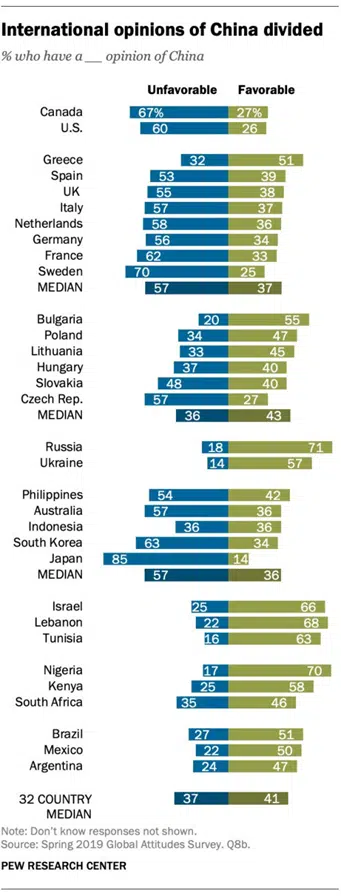 International opinions of China divided
% who have a __ opinion of China
Unfavorable Favorable
Canada 67% 27%
U.S. 60 26
Greece 32 51
Spain 53 39
UK 55 38
Italy 57 37
Netherlands 58 36
Germany 56 34
France 62 33
Sweden 70 25
MEDIAN 57 37
Bulgaria 20 55
Poland 34 47
Lithuania 33 45
Hungary 37 40
Slovakia 48 40
Czech Rep. 57 27
MEDIAN 36 43
Russia 18 71
Ukraine 14 57
Philippines 54 42
Australia 57 36
Indonesia 36 36
South Korea 63 34
Japan 85 14
MEDIAN 57 36
Israel 25 66
Lebanon 22 68
Tunisia 16 63
Nigeria 17 70
Kenya 25 58
South Africa 35 46
Brazil 27 51
Mexico 22 50
Argentina 24 47
32 COUNTRY 37 41
MEDIAN
Note: Don't know responses not shown.
Source: Spring 2019 Global Attitudes Survey. Q8b.
PEW RESEARCH CENTER